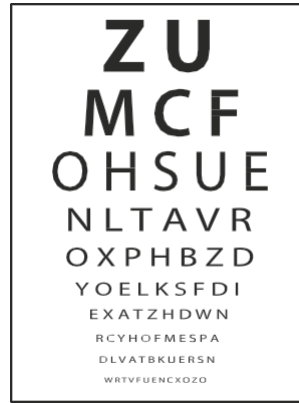 ZU
MCF
OHSUE
NLTAVR
OXPHBZD
YOELKSFDI
EXATZHDWN
RCYHOFMESPA
DLVATBKUERSN
WRTVFUENCXOZO